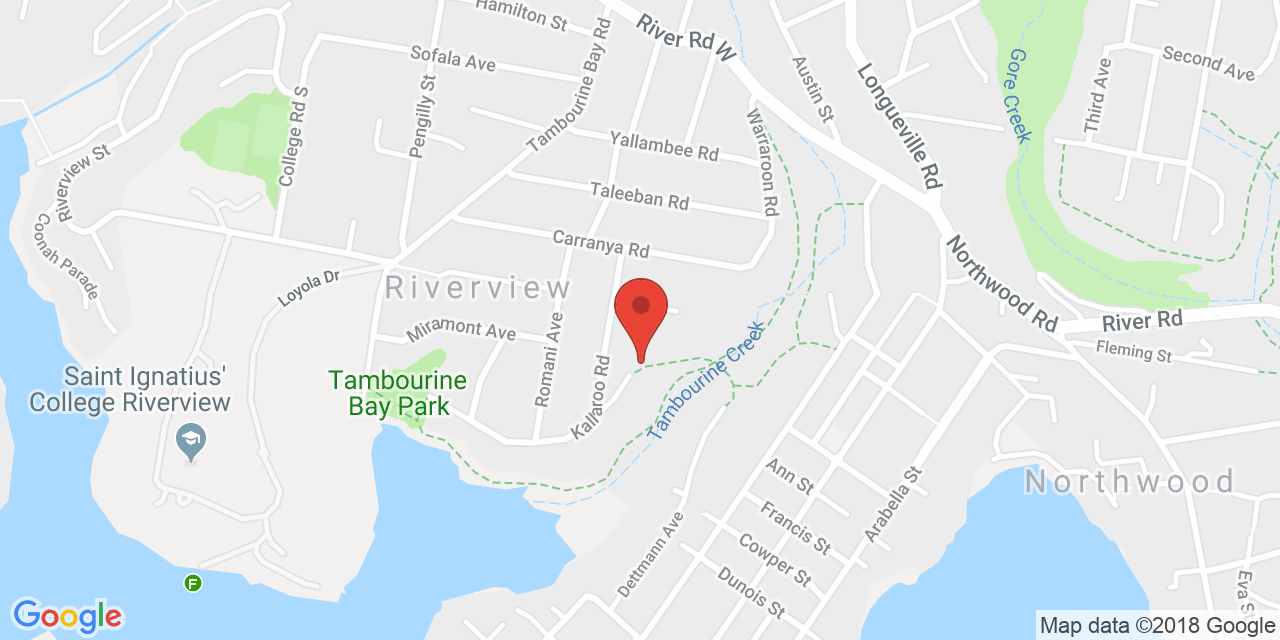 Hamilton St
River Rd W
Sofala Ave
Tambourine Bay Rd
Pengilly St
College Rd S
Austin St
Longueville Rd
Gore Creek
Third Ave
Second Ave
Yallambee Rd
Warraroon Rd
Taleeban Rd
Carranya Rd
Riverview St
Coonah Parade
Loyola Dr
Riverview
Northwood Rd
River Rd
Fleming St
Miramont Ave
Romani Ave
Kallaroo Rd
Tambourine Creek
Saint Ignatius'
College Riverview
Tambourine
Bay Park
Northwood
Ann St
Arabella St
Francis St
Cowper St
Dunois St
Dettmann Ave
Eva S
F
Google
Map data ©2018 Google